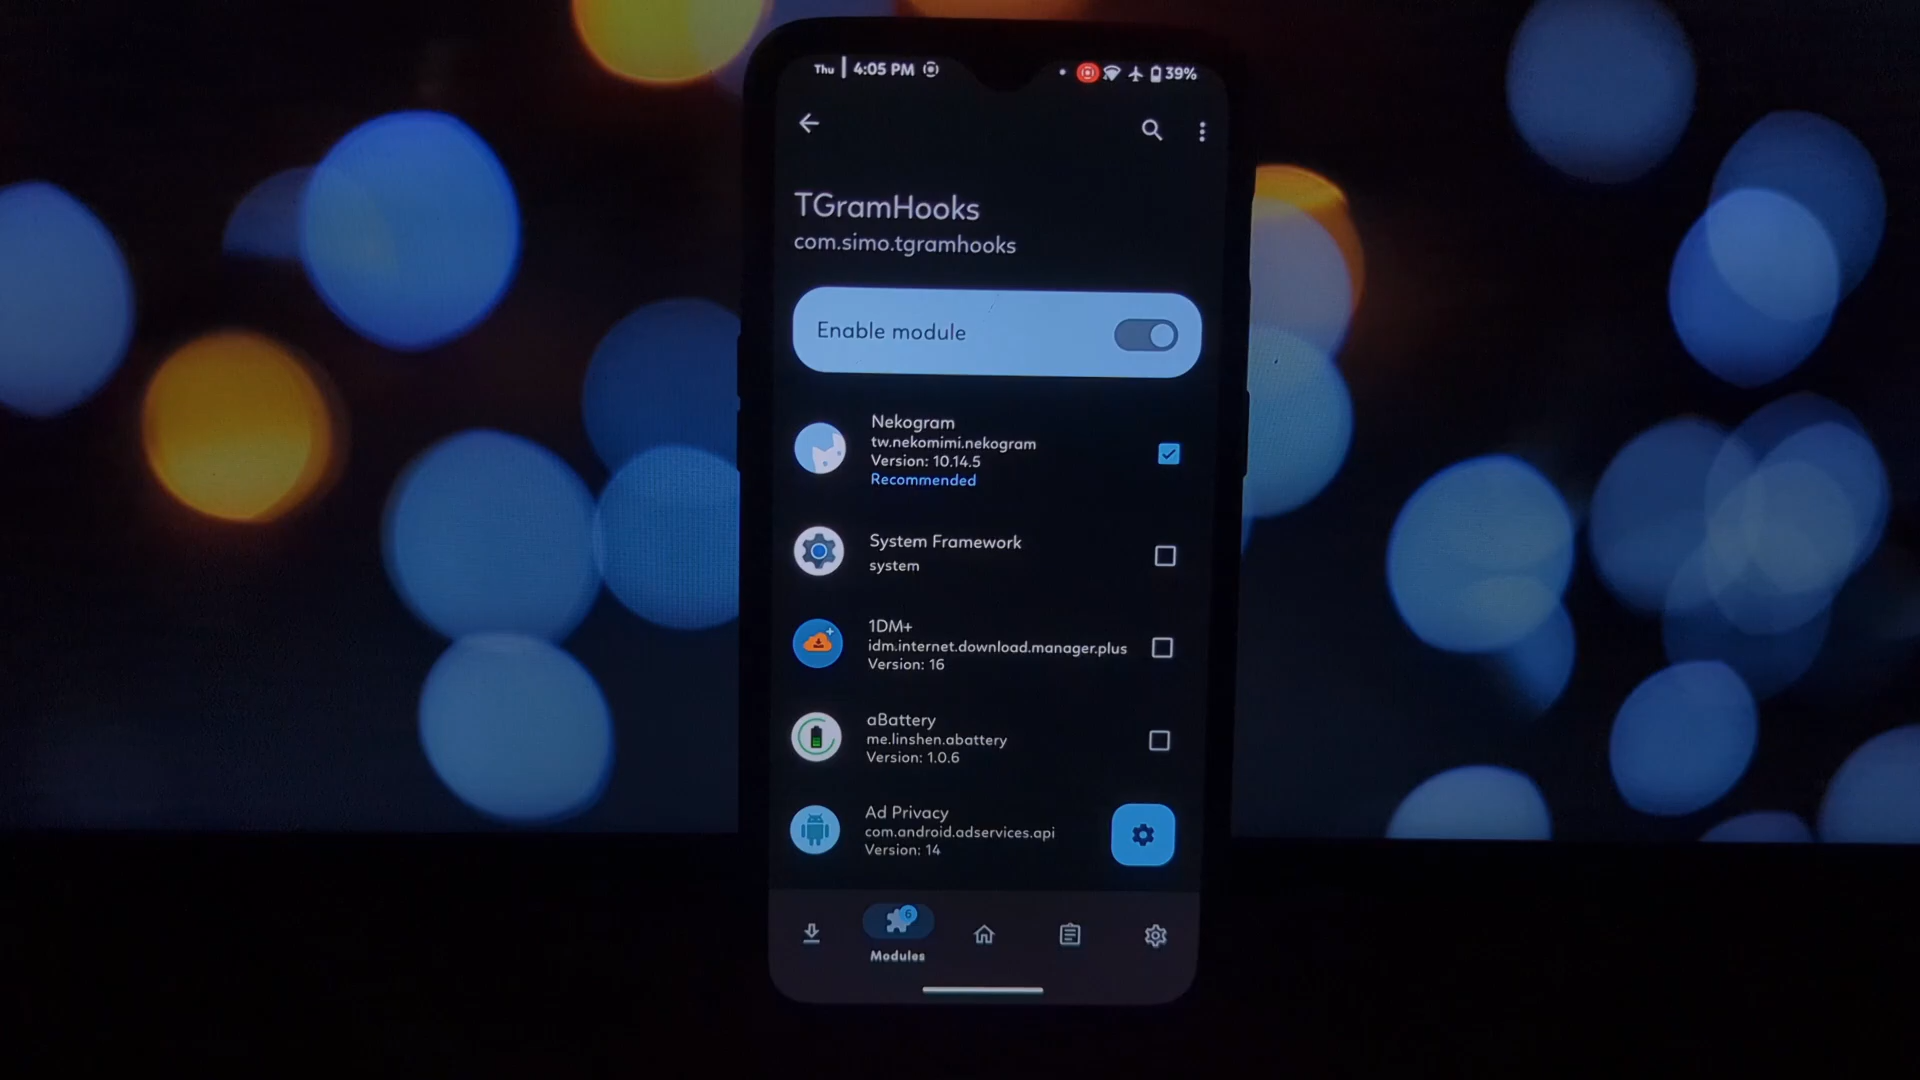 Thu 4:05 PM 39%
TGramHooks
com.simo.tgramhooks
Enable module
Nekogram
tw.nekomimi.nekogram
Version: 10.14.5
Recommended
System Framework
system
1DM+
idm.internet.download.manager.plus
Version: 16
aBattery
me.linshen.abattery
Version: 1.0.6
Ad Privacy
com.android.adservices.api
Version: 14
6
Modules